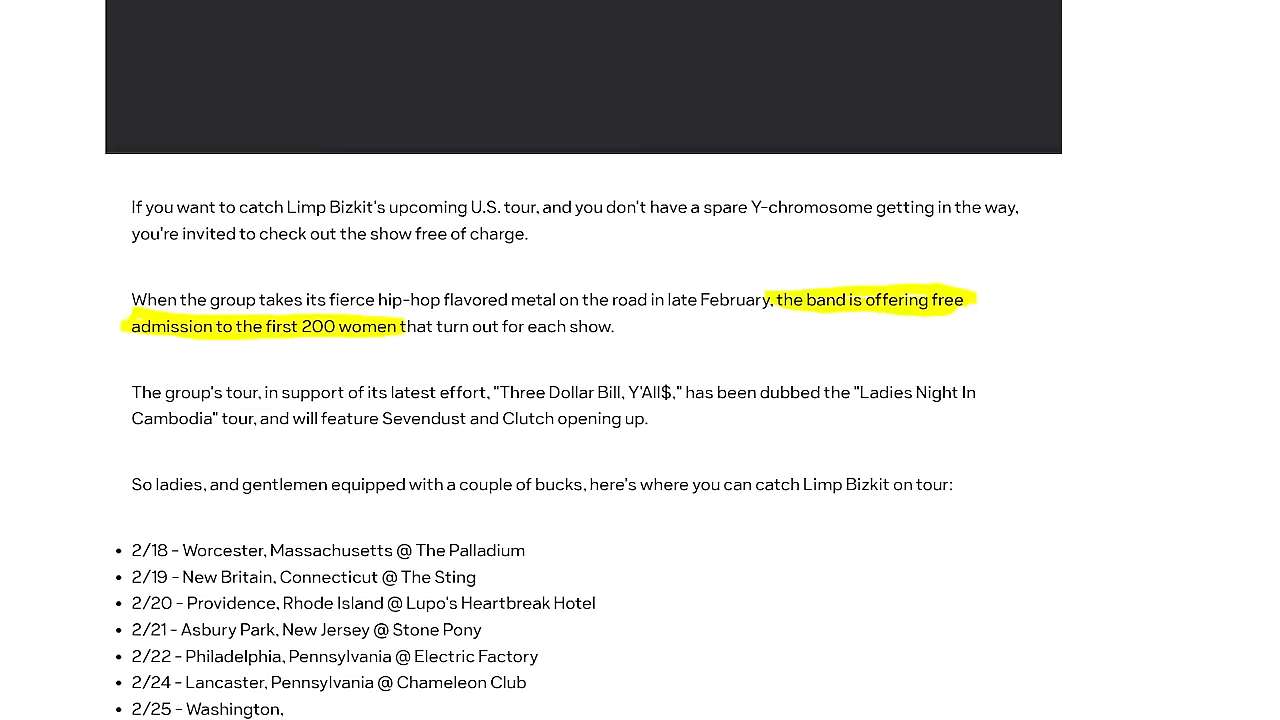 If you want to catch Limp Bizkit's upcoming U.S. tour, and you don't have a spare Y-chromosome getting in the way,
you're invited to check out the show free of charge.
When the group takes its fierce hip-hop flavored metal on the road in late February, the band is offering free
admission to the first 200 women that turn out for each show.
The group's tour, in support of its latest effort, "Three Dollar Bill, Y'All$," has been dubbed the "Ladies Night In
Cambodia" tour, and will feature Sevendust and Clutch opening up.
So ladies, and gentlemen equipped with a couple of bucks, here's where you can catch Limp Bizkit on tour:
• 2/18 - Worcester, Massachusetts @ The Palladium
• 2/19 - New Britain, Connecticut @ The Sting
• 2/20 - Providence, Rhode Island @ Lupo's Heartbreak Hotel
• 2/21 - Asbury Park, New Jersey @ Stone Pony
• 2/22 - Philadelphia, Pennsylvania @ Electric Factory
• 2/24 - Lancaster, Pennsylvania @ Chameleon Club
• 2/25 - Washington,